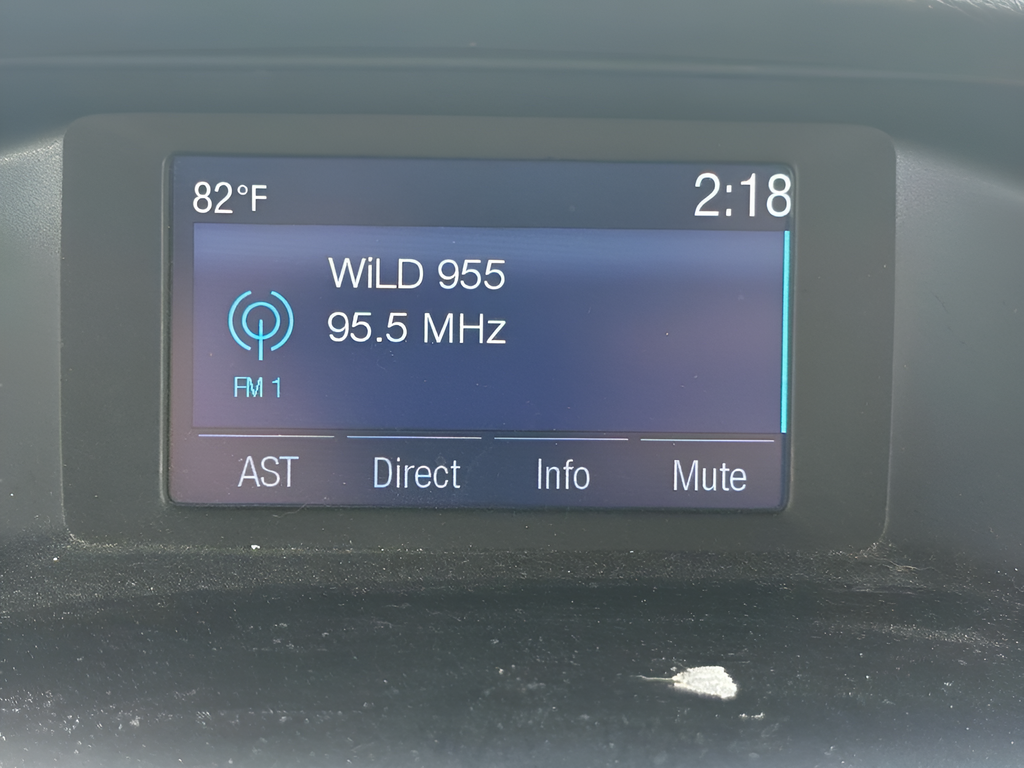 82°F 2:18
WiLD 955
95.5 MHz
FM 1
AST Direct Info Mute